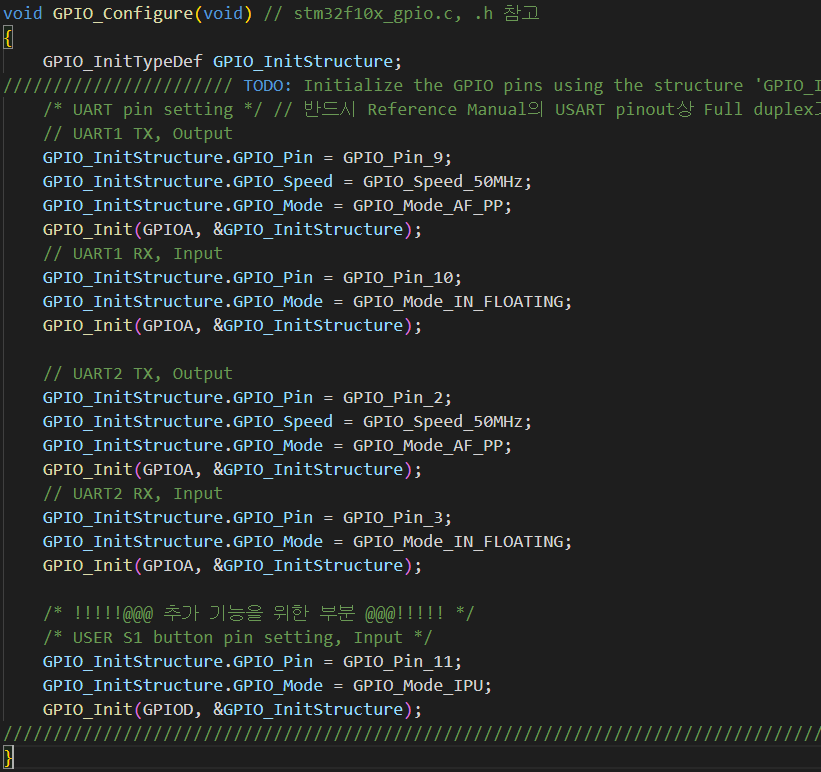 void GPIO_Configure(void) // stm32f10x_gpio.c, .h 참고
{
    GPIO_InitTypeDef GPIO_InitStructure;
/////////////////////// TODO: Initialize the GPIO pins using the structure 'GPIO_I
    /* UART pin setting */ // 반드시 Reference Manual의 USART pinout상 Full duplex
    // UART1 TX, Output
    GPIO_InitStructure.GPIO_Pin = GPIO_Pin_9;
    GPIO_InitStructure.GPIO_Speed = GPIO_Speed_50MHz;
    GPIO_InitStructure.GPIO_Mode = GPIO_Mode_AF_PP;
    GPIO_Init(GPIOA, &GPIO_InitStructure);
    // UART1 RX, Input
    GPIO_InitStructure.GPIO_Pin = GPIO_Pin_10;
    GPIO_InitStructure.GPIO_Mode = GPIO_Mode_IN_FLOATING;
    GPIO_Init(GPIOA, &GPIO_InitStructure);

    // UART2 TX, Output
    GPIO_InitStructure.GPIO_Pin = GPIO_Pin_2;
    GPIO_InitStructure.GPIO_Speed = GPIO_Speed_50MHz;
    GPIO_InitStructure.GPIO_Mode = GPIO_Mode_AF_PP;
    GPIO_Init(GPIOA, &GPIO_InitStructure);
    // UART2 RX, Input
    GPIO_InitStructure.GPIO_Pin = GPIO_Pin_3;
    GPIO_InitStructure.GPIO_Mode = GPIO_Mode_IN_FLOATING;
    GPIO_Init(GPIOA, &GPIO_InitStructure);

    /* !!!!!@@@ 추가 기능을 위한 부분 @@@!!!!! */
    /* USER S1 button pin setting, Input */
    GPIO_InitStructure.GPIO_Pin = GPIO_Pin_11;
    GPIO_InitStructure.GPIO_Mode = GPIO_Mode_IPU;
    GPIO_Init(GPIOD, &GPIO_InitStructure);
//////////////////////////////////////////////////////////////////////////////////
}